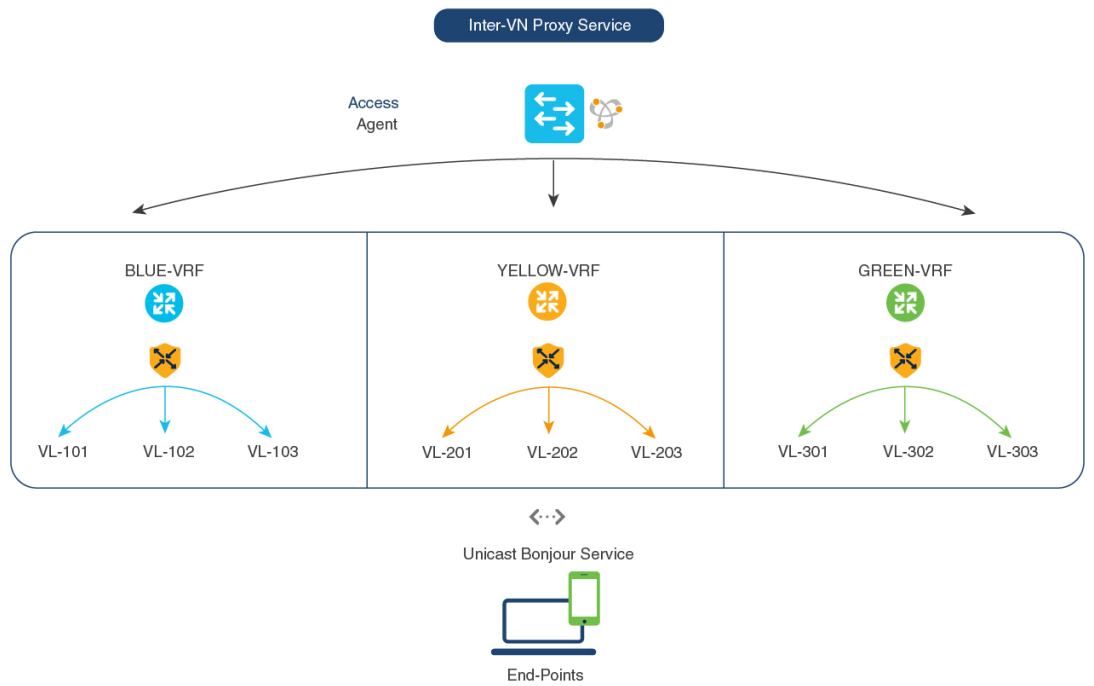 Inter-VN Proxy Service
Access
Agent
BLUE-VRF
YELLOW-VRF
GREEN-VRF
VL-101
VL-102
VL-103
VL-201
VL-202
VL-203
VL-301
VL-302
VL-303
Unicast Bonjour Service
End-Points